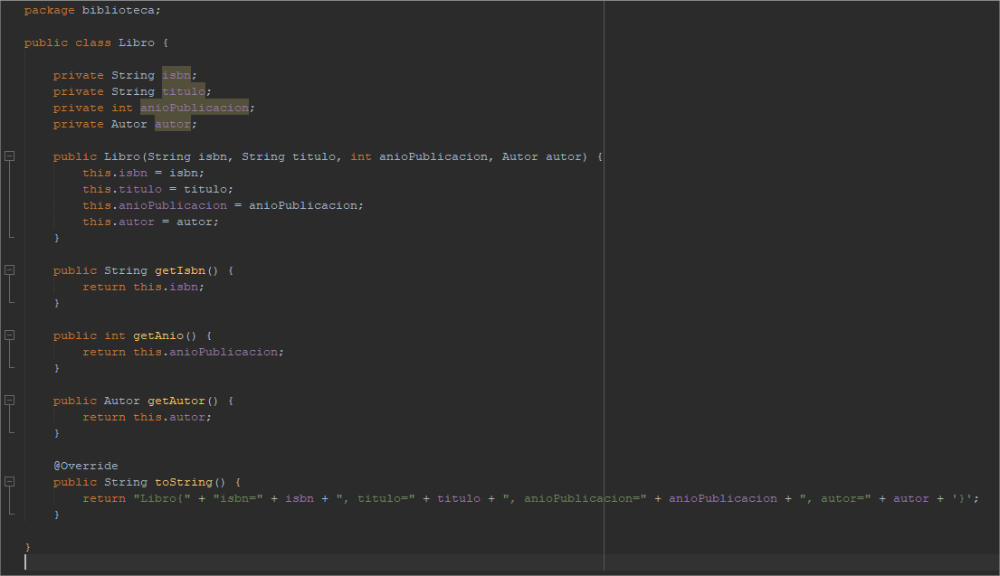 package biblioteca;
public class Libro {
private String isbn;
private String titulo;
private int anioPublicacion;
private Autor autor;
public Libro(String isbn, String titulo, int anioPublicacion, Autor autor) {
this.isbn = isbn;
this.titulo = titulo;
this.anioPublicacion = anioPublicacion;
this.autor = autor;
}
public String getIsbn() {
return this.isbn;
}
public int getAnio() {
return this.anioPublicacion;
}
public Autor getAutor() {
return this.autor;
}
@Override
public String toString() {
return "Libro{" + "isbn=" + isbn + ", titulo=" + titulo + ", anioPublicacion=" + anioPublicacion + ", autor=" + autor + '}';
}
}